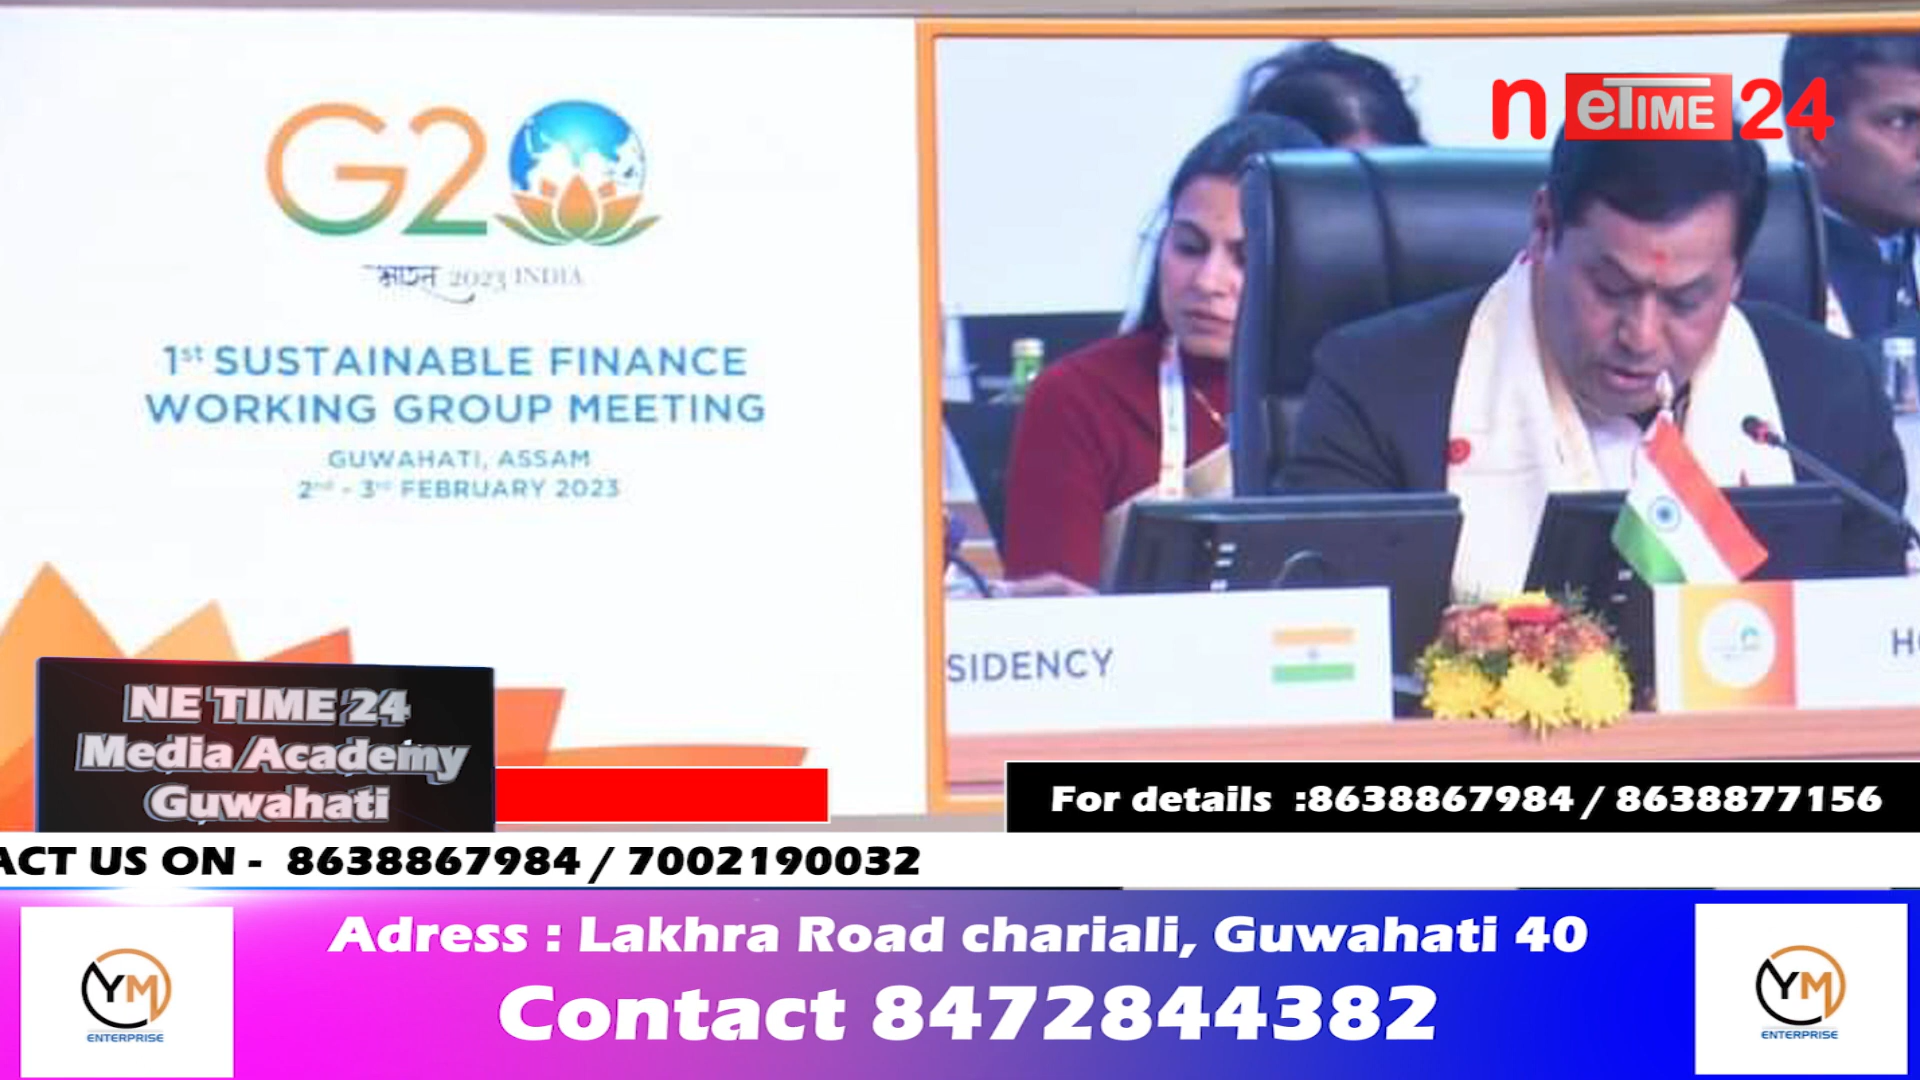 G20
भारत 2023 INDIA
1st SUSTAINABLE FINANCE
WORKING GROUP MEETING
GUWAHATI, ASSAM
2nd - 3rd FEBRUARY 2023
n eTIME 24
SIDENCY
NE TIME 24
Media Academy
Guwahati
For details :8638867984 / 8638877156
ACT US ON - 8638867984 / 7002190032
Adress : Lakhra Road chariali, Guwahati 40
Contact 8472844382
YM
ENTERPRISE
YM
ENTERPRISE